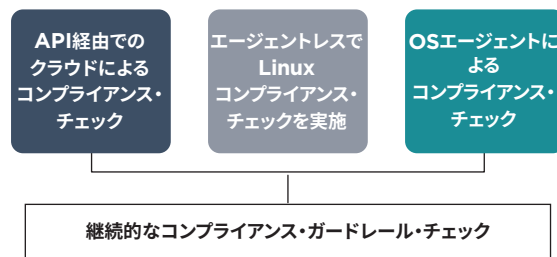 API経由での
クラウドによる
コンプライアンス・
チェック
エージェントレスで
Linux
コンプライアンス・
チェックを実施
OSエージェントに
よる
コンプライアンス・
チェック
継続的なコンプライアンス・ガードレール・チェック